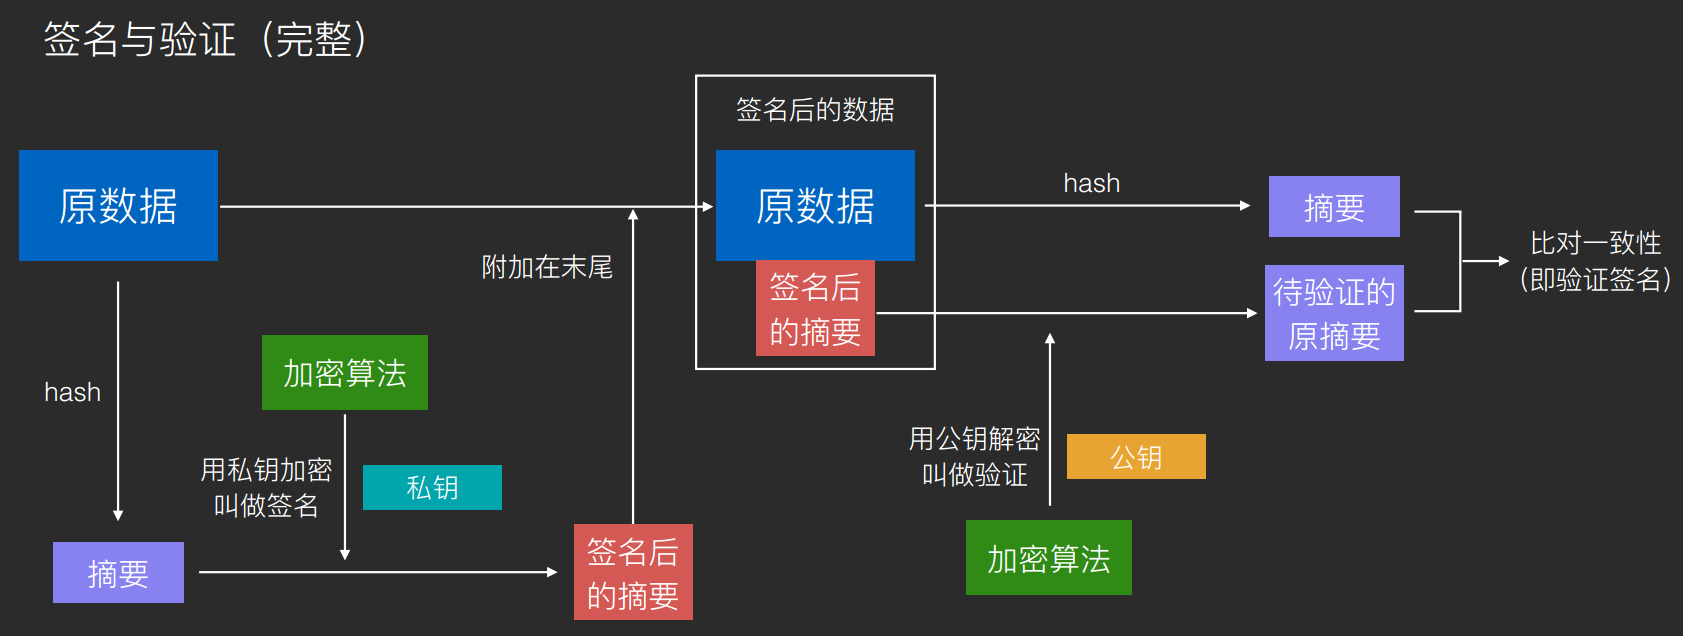 签名与验证（完整）
签名后的数据
原数据
原数据
hash
摘要
附加在末尾
签名后
的摘要
待验证的
原摘要
比对一致性
（即验证签名）
hash
加密算法
用私钥加密
叫做签名
私钥
用公钥解密
叫做验证
公钥
摘要
签名后
的摘要
加密算法